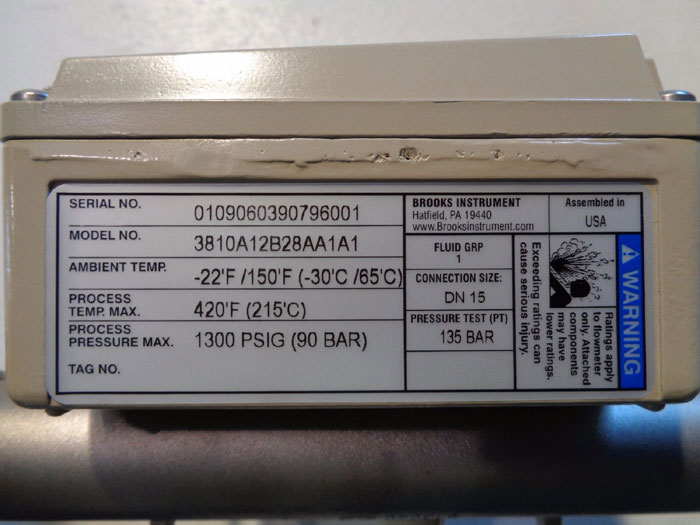 SERIAL NO. 0109060390796001
MODEL NO. 3810A12B28AA1A1
AMBIENT TEMP. -22'F /150'F (-30'C /65'C)
PROCESS
TEMP. MAX. 420'F (215'C)
PROCESS
PRESSURE MAX. 1300 PSIG (90 BAR)
TAG NO.
BROOKS INSTRUMENT
Hatfield, PA 19440
www.BrooksInstrument.com
Assembled in
USA
FLUID GRP
1
CONNECTION SIZE:
DN 15
PRESSURE TEST (PT)
135 BAR
WARNING
Ratings apply
to flowmeter
only. Attached
components
may have
lower ratings.
Exceeding ratings can
cause serious injury.